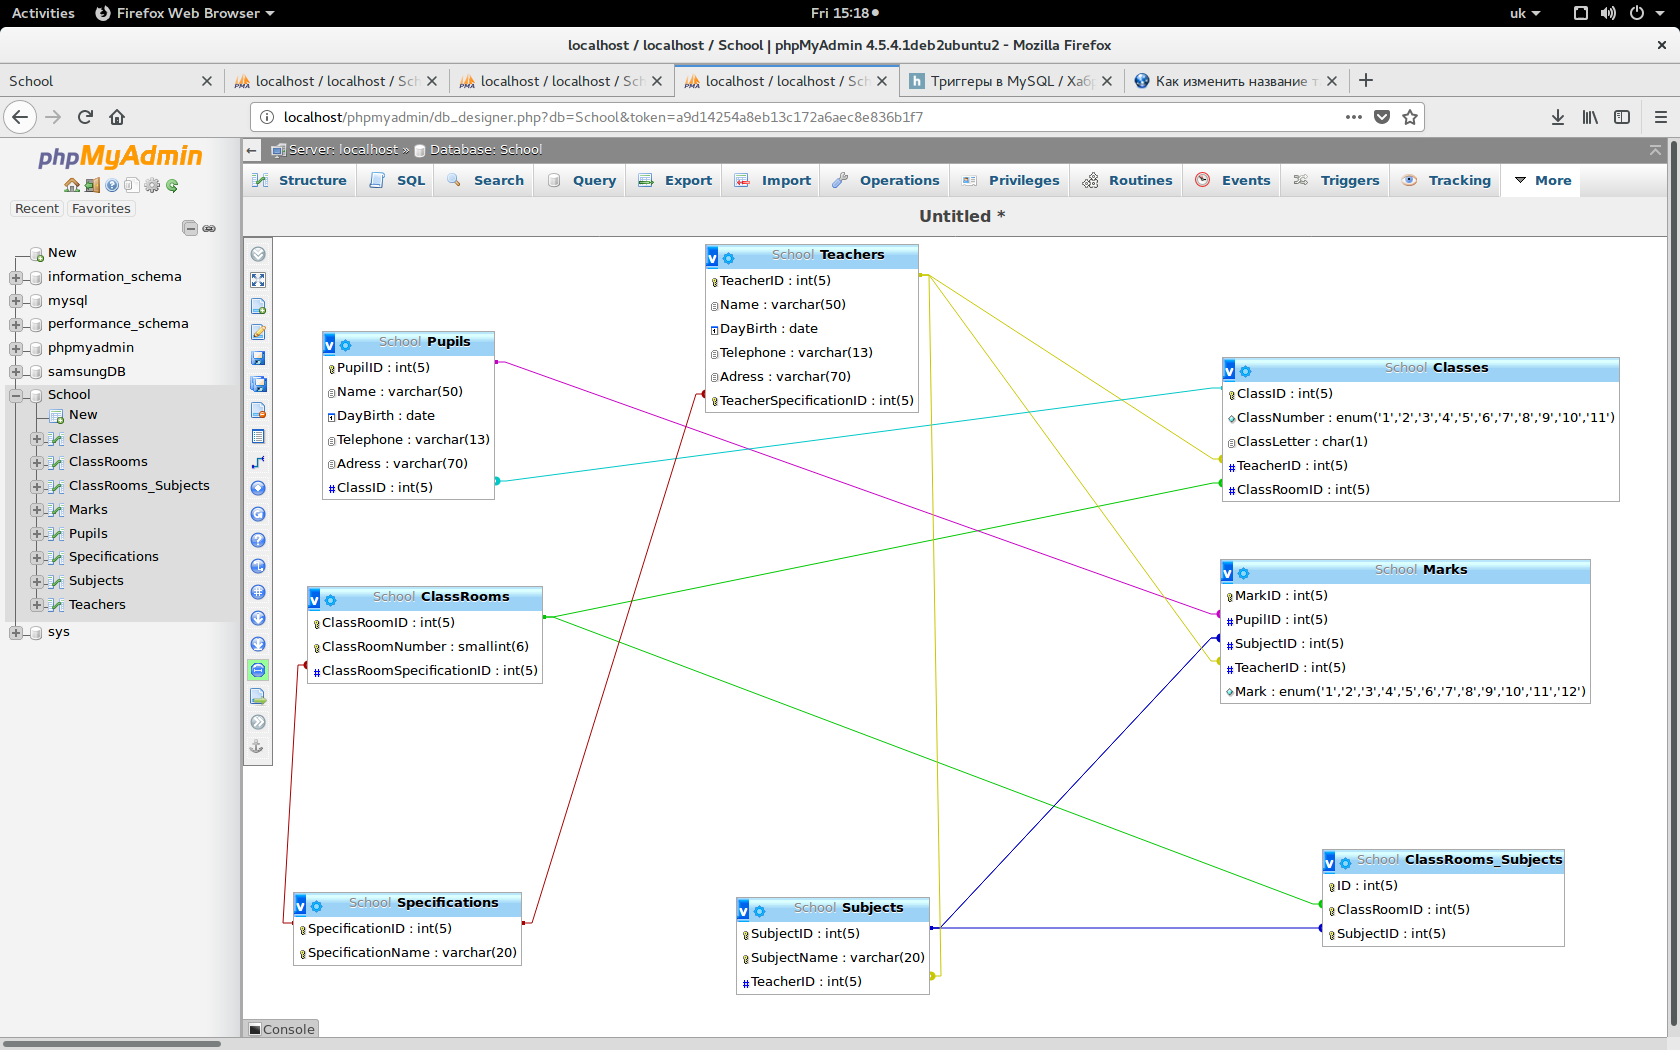 Activities
Firefox Web Browser
Fri 15:18
uk
localhost / localhost / School | phpMyAdmin 4.5.4.1deb2ubuntu2 - Mozilla Firefox
School
localhost / localhost / Sch
localhost / localhost / Sch
localhost / localhost / Sch
Триггеры в MySQL / Хаб
Как изменить название т
localhost/phpmyadmin/db_designer.php?db=School&token=a9d14254a8eb13c172a6aec8e836b1f7
phpMyAdmin
Recent
Favorites
New
information_schema
mysql
performance_schema
phpmyadmin
samsungDB
School
New
Classes
ClassRooms
ClassRooms_Subjects
Marks
Pupils
Specifications
Subjects
Teachers
sys
Server: localhost »
Database: School
Structure
SQL
Search
Query
Export
Import
Operations
Privileges
Routines
Events
Triggers
Tracking
More
Untitled *
School Teachers
TeacherID : int(5)
Name : varchar(50)
DayBirth : date
Telephone : varchar(13)
Adress : varchar(70)
TeacherSpecificationID : int(5)
School Pupils
PupilID : int(5)
Name : varchar(50)
DayBirth : date
Telephone : varchar(13)
Adress : varchar(70)
ClassID : int(5)
School Classes
ClassID : int(5)
ClassNumber : enum('1','2','3','4','5','6','7','8','9','10','11')
ClassLetter : char(1)
TeacherID : int(5)
ClassRoomID : int(5)
School Marks
MarkID : int(5)
PupilID : int(5)
SubjectID : int(5)
TeacherID : int(5)
Mark : enum('1','2','3','4','5','6','7','8','9','10','11','12')
School ClassRooms
ClassRoomID : int(5)
ClassRoomNumber : smallint(6)
ClassRoomSpecificationID : int(5)
School ClassRooms_Subjects
ID : int(5)
ClassRoomID : int(5)
SubjectID : int(5)
School Specifications
SpecificationID : int(5)
SpecificationName : varchar(20)
School Subjects
SubjectID : int(5)
SubjectName : varchar(20)
TeacherID : int(5)
Console